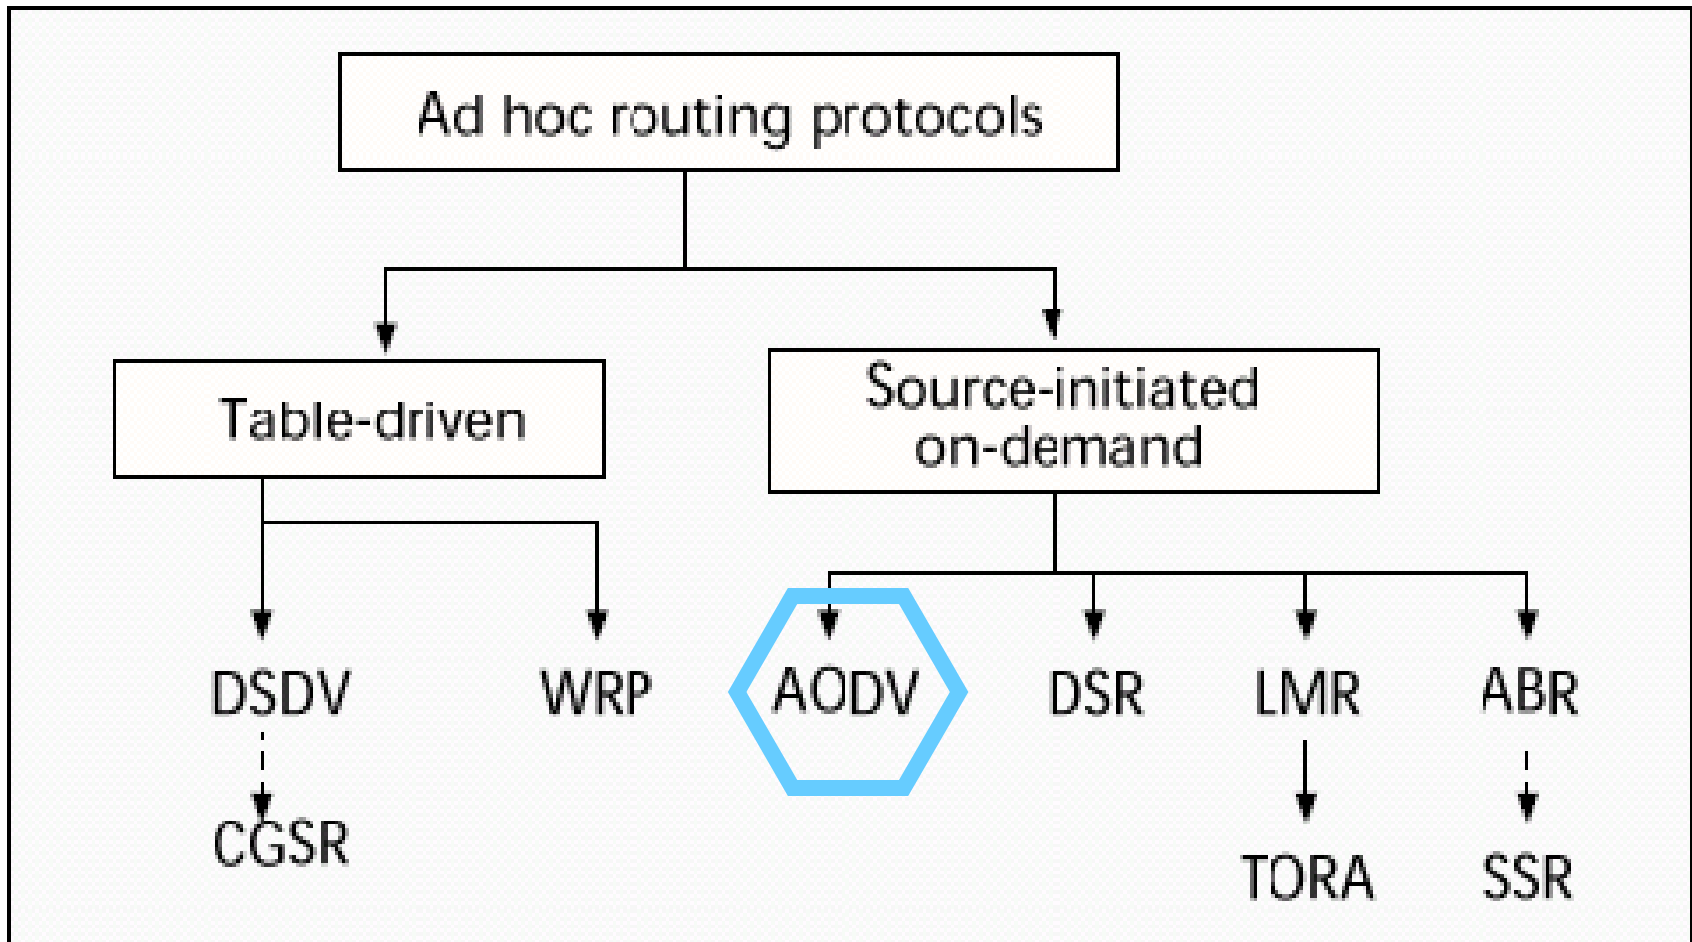 Ad hoc routing protocols
Table-driven
Source-initiated
on-demand
DSDV
WRP
AODV
DSR
LMR
ABR
CGSR
TORA
SSR